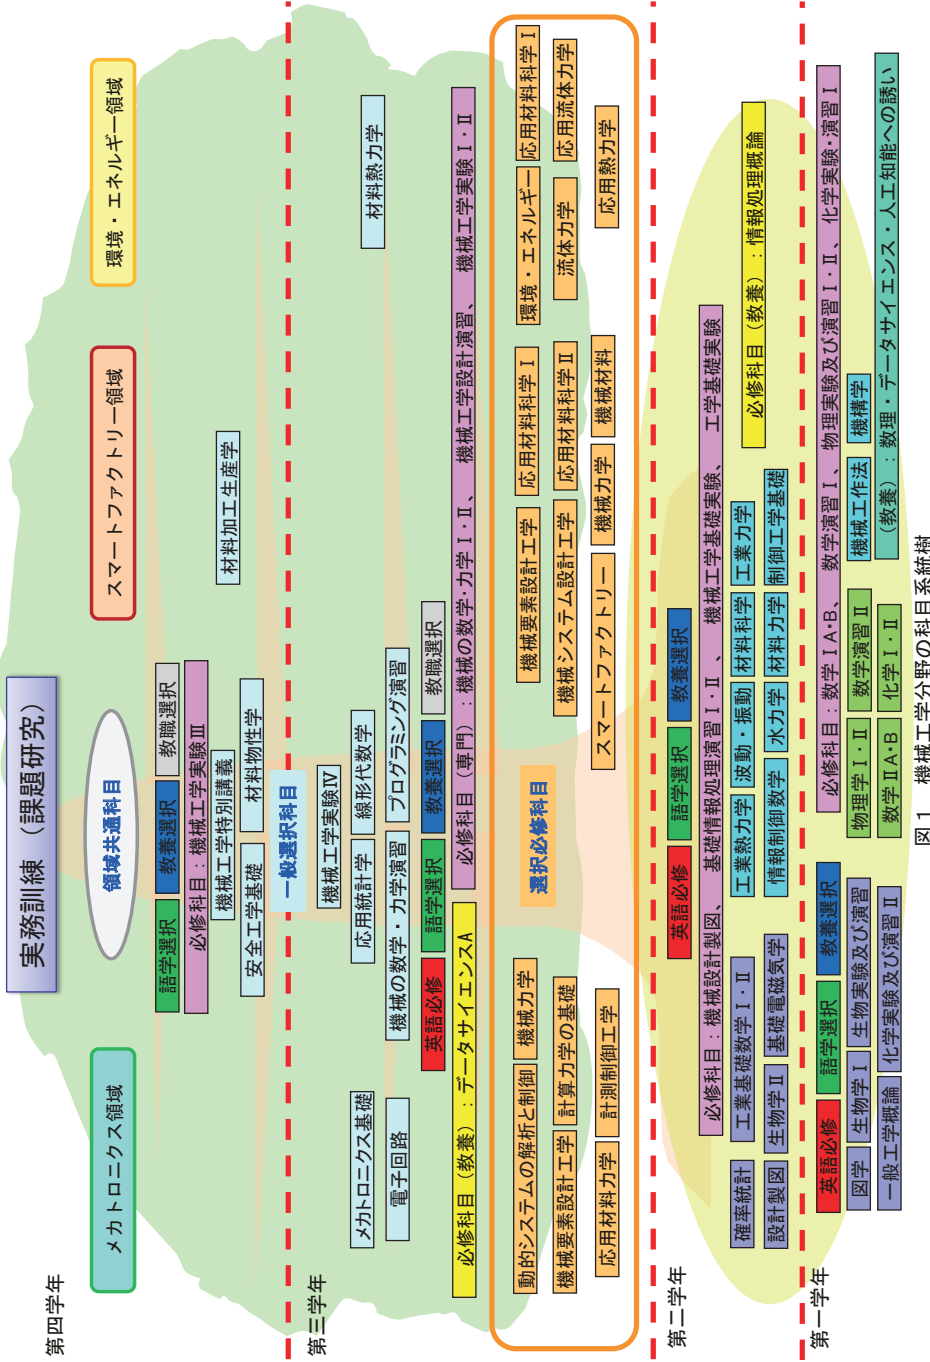 第四学年
実務訓練（課題研究）
メカトロニクス領域
領域共通科目
スマートファクトリー領域
環境・エネルギー領域
語学選択
教養選択
教職選択
必修科目：機械工学実験Ⅲ
機械工学特別講義
材料加工生産学
安全工学基礎
材料物性学
一般選択科目
第三学年
機械工学実験Ⅳ
メカトロニクス基礎
応用統計学
線形代数学
材料熱力学
電子回路
機械の数学・力学演習
プログラミング演習
英語必修
語学選択
教養選択
教職選択
必修科目（教養）：データサイエンスA
必修科目（専門）：機械の数学・力学Ⅰ・Ⅱ、　機械工学設計演習、　機械工学実験Ⅰ・Ⅱ
選択必修科目
動的システムの解析と制御
機械力学
機械要素設計工学
応用材料科学Ⅰ
環境・エネルギー
応用材料科学Ⅰ
機械要素設計工学
計算力学の基礎
機械システム設計工学
応用材料科学Ⅱ
流体力学
応用流体力学
応用材料力学
計測制御工学
スマートファクトリー
機械力学
機械材料
応用熱力学
第二学年
英語必修
語学選択
教養選択
必修科目：機械設計製図、　基礎情報処理演習Ⅰ・Ⅱ、　機械工学基礎実験、　工学基礎実験
確率統計
工業基礎数学Ⅰ・Ⅱ
工業熱力学
波動・振動
材料科学
工業力学
必修科目（教養）：情報処理概論
設計製図
生物学Ⅱ
基礎電磁気学
情報制御数学
水力学
材料力学
制御工学基礎
第一学年
英語必修
語学選択
教養選択
必修科目：数学ⅠA・B、　数学演習Ⅰ、物理実験及び演習Ⅰ・Ⅱ、化学実験・演習Ⅰ
図学
生物学Ⅰ
生物実験及び演習
物理学Ⅰ・Ⅱ
数学演習Ⅱ
機械工作法
機構学
一般工学概論
化学実験及び演習Ⅱ
数学ⅡA・B
化学Ⅰ・Ⅱ
（教養）：数理・データサイエンス・人工知能への誘い
図１　機械工学分野の科目系統樹